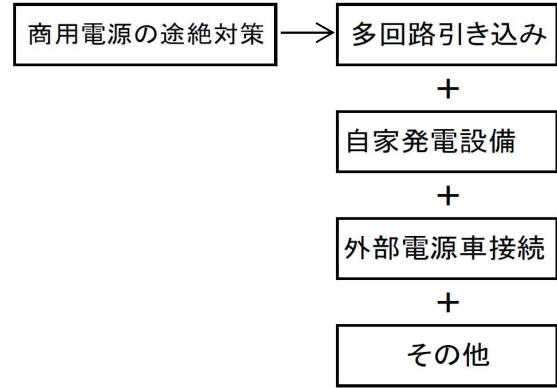 商用電源の途絶対策
多回路引き込み
+
自家発電設備
+
外部電源車接続
+
その他